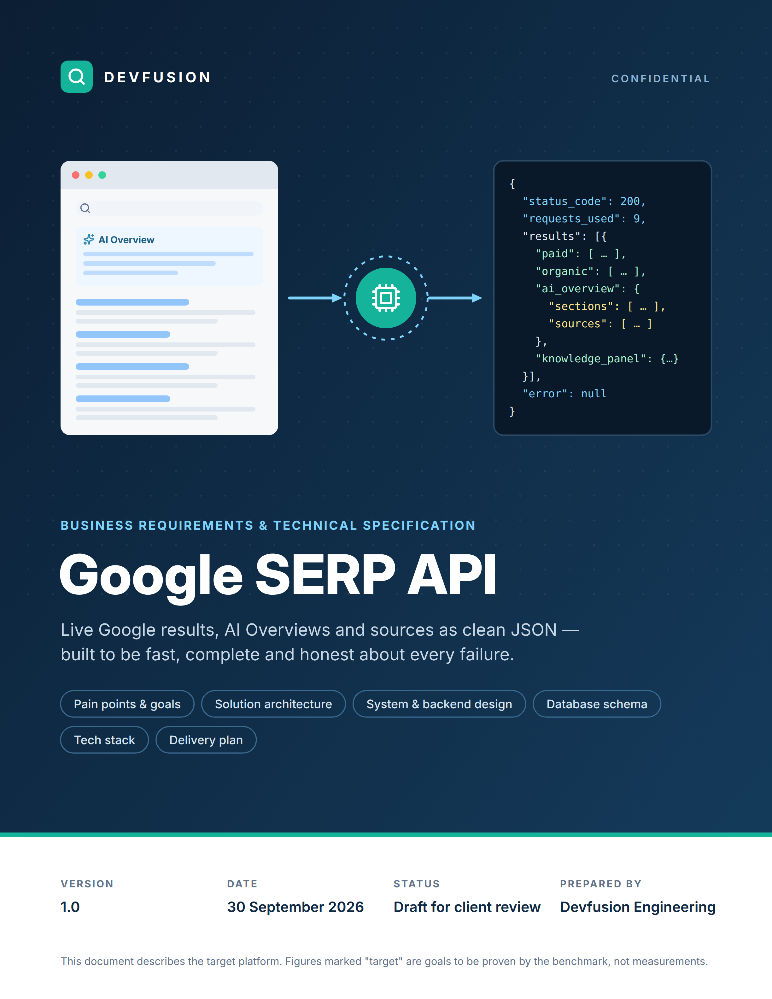 DEVFUSION
CONFIDENTIAL
AI Overview
{
"status_code": 200,
"requests_used": 9,
"results": [{
"paid": [ … ],
"organic": [ … ],
"ai_overview": {
"sections": [ … ],
"sources": [ … ]
},
"knowledge_panel": {…}
}],
"error": null
}
BUSINESS REQUIREMENTS & TECHNICAL SPECIFICATION
Google SERP API
Live Google results, AI Overviews and sources as clean JSON —
built to be fast, complete and honest about every failure.
Pain points & goals
Solution architecture
System & backend design
Database schema
Tech stack
Delivery plan
VERSION
1.0
DATE
30 September 2026
STATUS
Draft for client review
PREPARED BY
Devfusion Engineering
This document describes the target platform. Figures marked "target" are goals to be proven by the benchmark, not measurements.